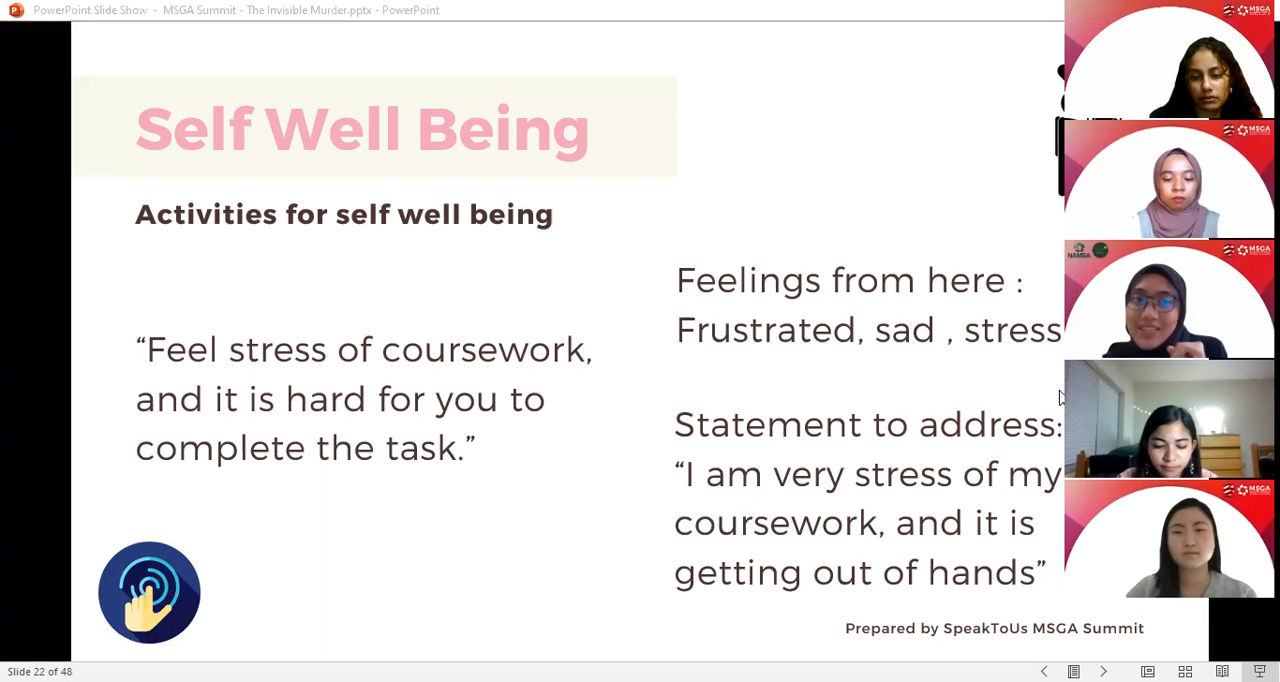 PowerPoint Slide Show - MSGA Summit - The Invisible Murder.pptx - PowerPoint
Self Well Being
Activities for self well being
“Feel stress of coursework,
and it is hard for you to
complete the task.”
Feelings from here :
Frustrated, sad , stress
Statement to address:
“I am very stress of my
coursework, and it is
getting out of hands”
Prepared by SpeakToUs MSGA Summit
MSGA
MSGA
NAMSA
MSGA
MSGA
Slide 22 of 48